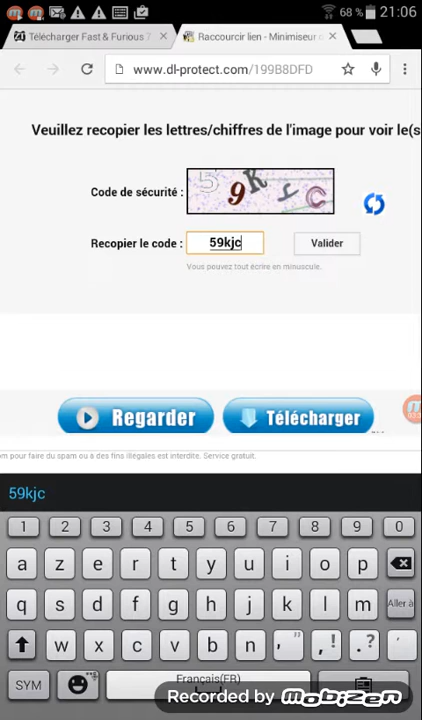 68 % 21:06
Télécharger Fast & Furious 7
Raccourcir lien - Minimiseur e
www.dl-protect.com/199B8DFD
Veuillez recopier les lettres/chiffres de l'image pour voir le(s
Code de sécurité :
5 9 K C
Recopier le code :
59kjc
Valider
Vous pouvez tout écrire en minuscule.
Regarder
Télécharger
om pour faire du spam ou à des fins illégales est interdite. Service gratuit.
59kjc
1 2 3 4 5 6 7 8 9 0
a z e r t y u i o p
q s d f g h j k l m Aller à
w x c v b n ' " , ! . ? '
SYM
Français(FR)
Recorded by mobizen